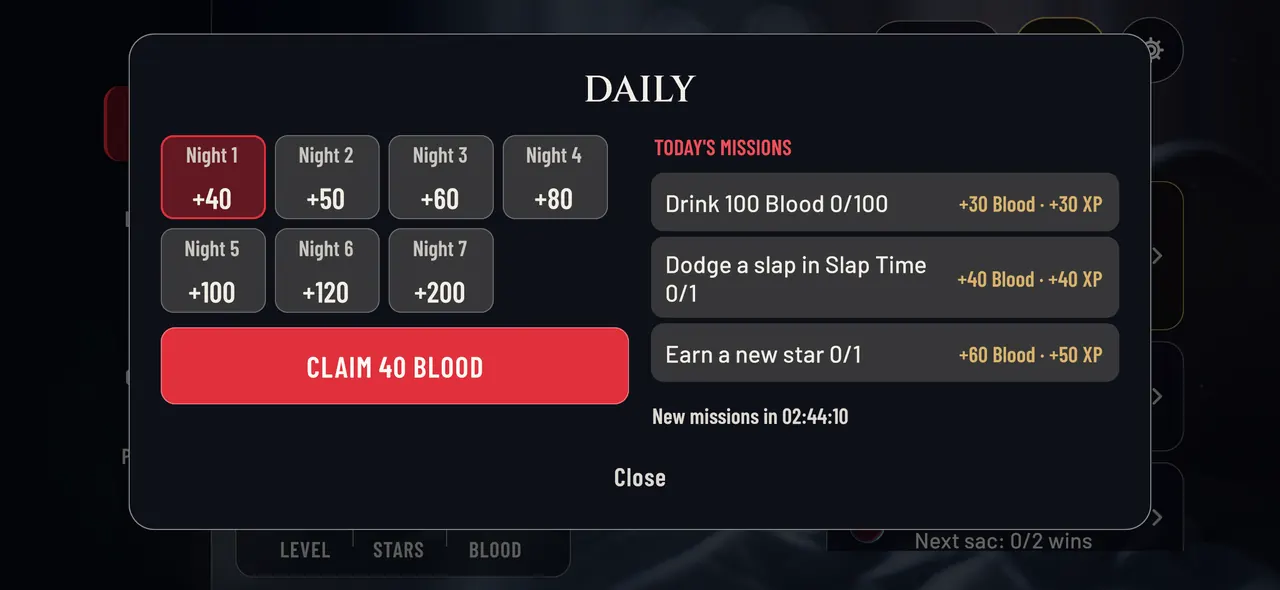 DAILY
Night 1
+40
Night 2
+50
Night 3
+60
Night 4
+80
Night 5
+100
Night 6
+120
Night 7
+200
CLAIM 40 BLOOD
TODAY'S MISSIONS
Drink 100 Blood 0/100
+30 Blood · +30 XP
Dodge a slap in Slap Time
0/1
+40 Blood · +40 XP
Earn a new star 0/1
+60 Blood · +50 XP
New missions in 02:44:10
Close
LEVEL
STARS
BLOOD
Next sac: 0/2 wins